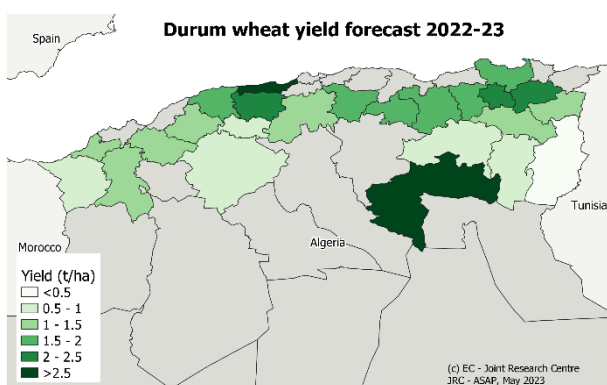 Durum wheat yield forecast 2022-23
Spain
Tunisia
Morocco
Algeria
Yield (t/ha)
<0.5
0.5 - 1
1 - 1.5
1.5 - 2
2 - 2.5
>2.5
(c) EC - Joint Research Centre
JRC - ASAP, May 2023